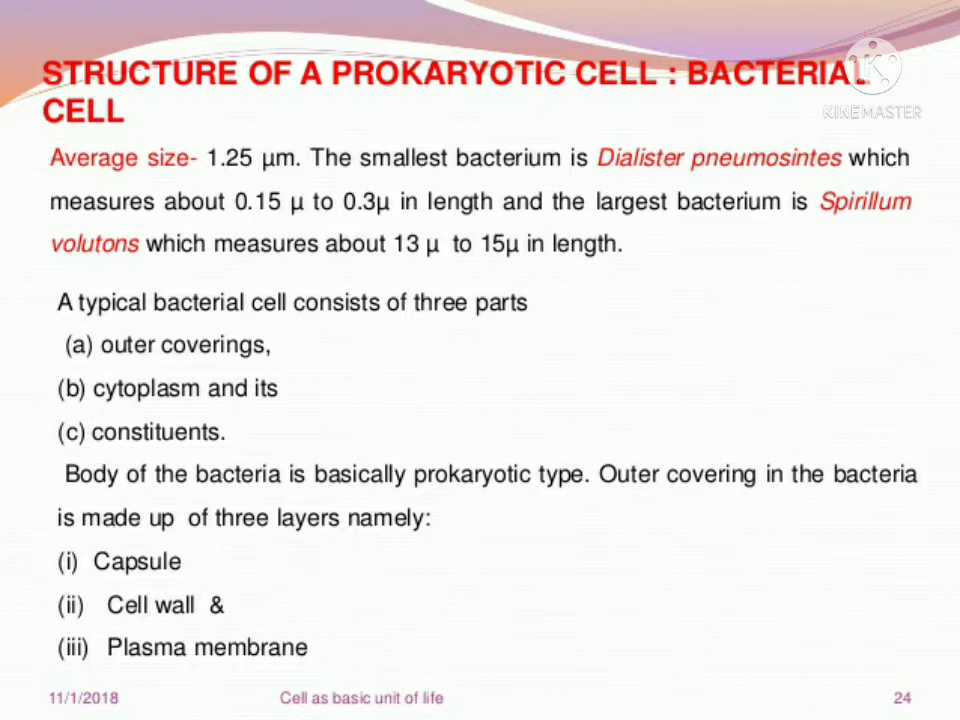 STRUCTURE OF A PROKARYOTIC CELL : BACTERIAL
CELL
K
KINEMASTER
Average size- 1.25 μm. The smallest bacterium is Dialister pneumosintes which
measures about 0.15 μ to 0.3μ in length and the largest bacterium is Spirillum
volutons which measures about 13 μ to 15μ in length.
A typical bacterial cell consists of three parts
(a) outer coverings,
(b) cytoplasm and its
(c) constituents.
Body of the bacteria is basically prokaryotic type. Outer covering in the bacteria
is made up of three layers namely:
(i) Capsule
(ii) Cell wall &
(iii) Plasma membrane
11/1/2018 Cell as basic unit of life 24